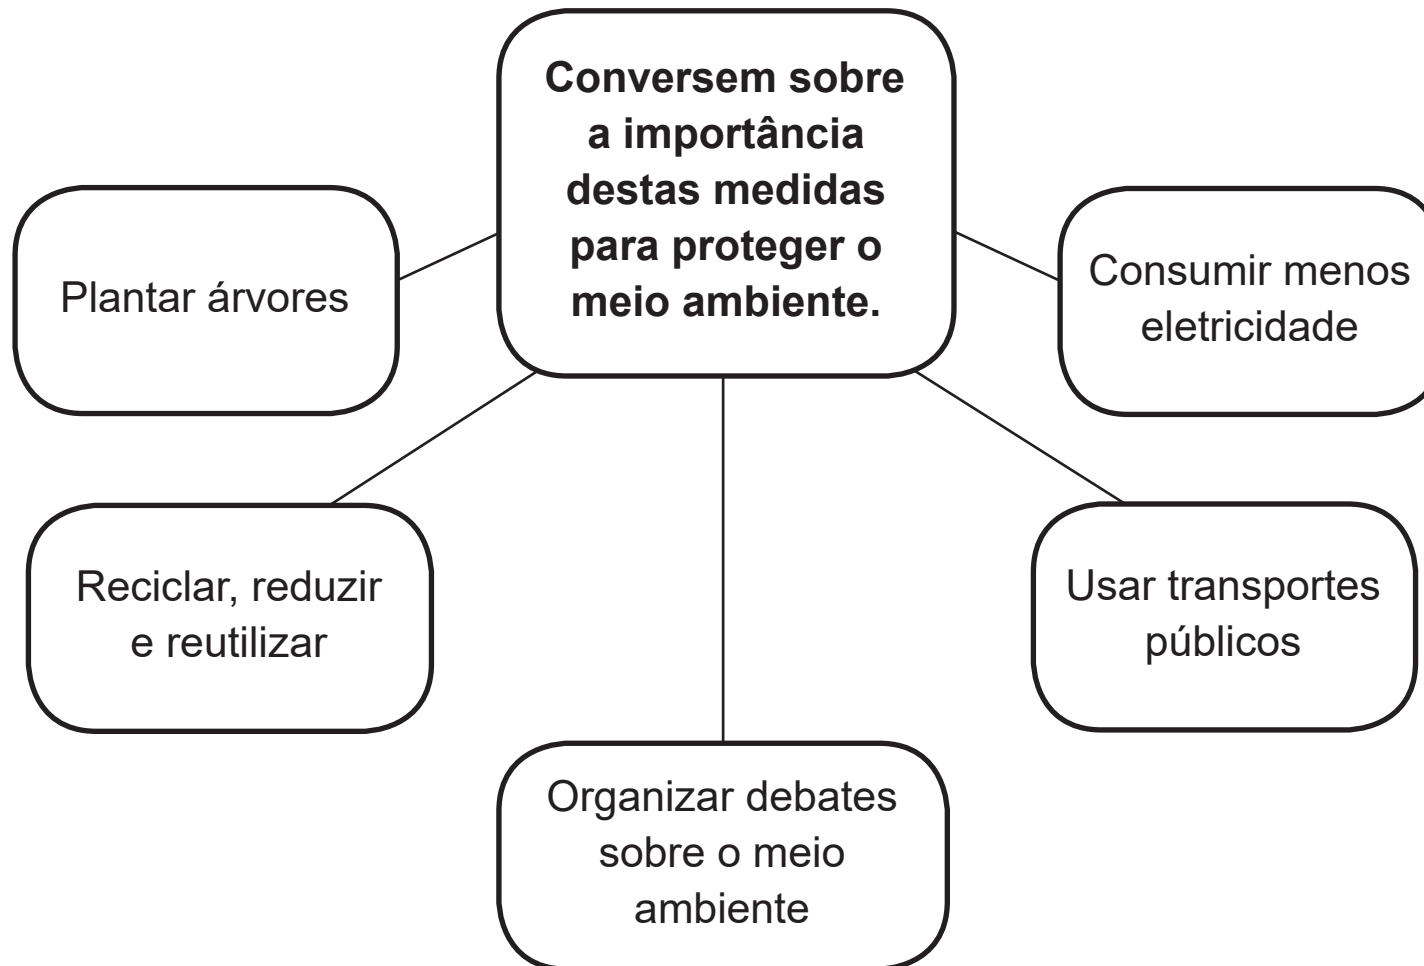 Conversem sobre
a importância
destas medidas
para proteger o
meio ambiente.
Plantar árvores
Consumir menos
eletricidade
Reciclar, reduzir
e reutilizar
Usar transportes
públicos
Organizar debates
sobre o meio
ambiente